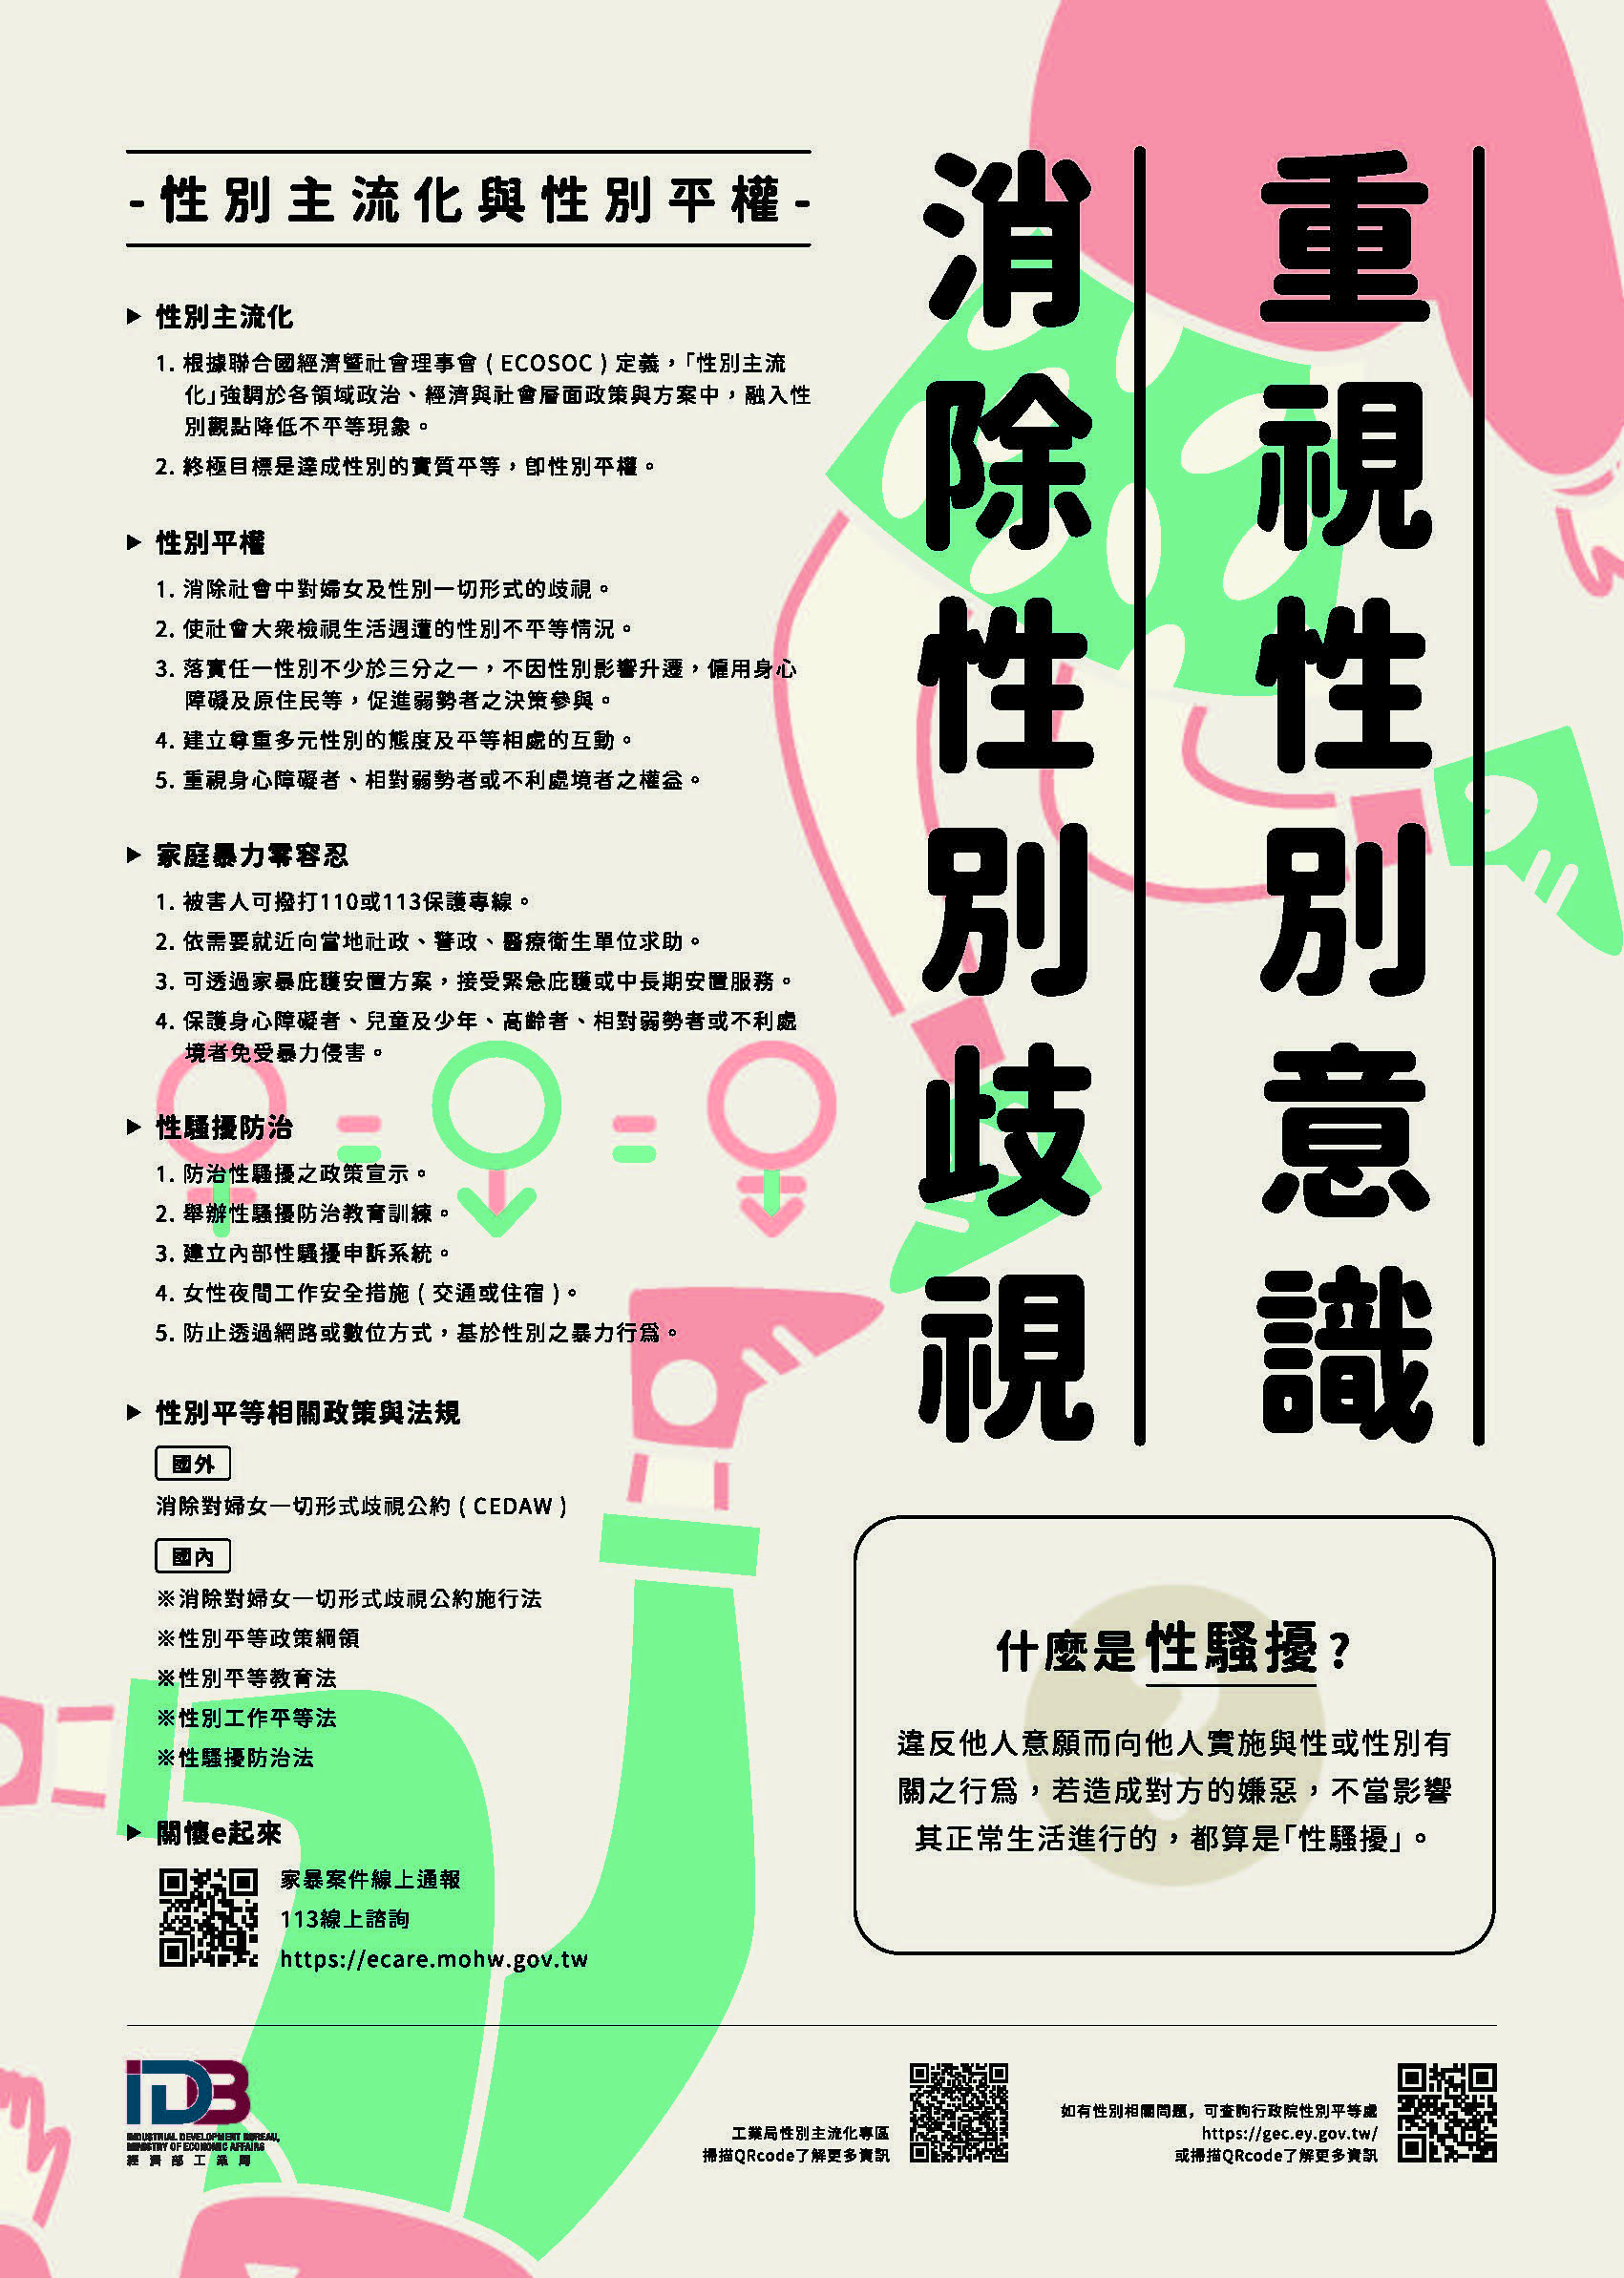 重視性別意識
消除性別歧視
-性別主流化與性別平權-
▶ 性別主流化
1. 根據聯合國經濟暨社會理事會（ECOSOC）定義，「性別主流
化」強調於各領域政治、經濟與社會層面政策與方案中，融入性
別觀點降低不平等現象。
2. 終極目標是達成性別的實質平等，即性別平權。
▶ 性別平權
1. 消除社會中對婦女及性別一切形式的歧視。
2. 使社會大眾檢視生活週遭的性別不平等情況。
3. 落實任一性別不少於三分之一，不因性別影響升遷，僱用身心
障礙及原住民等，促進弱勢者之決策參與。
4. 建立尊重多元性別的態度及平等相處的互動。
5. 重視身心障礙者、相對弱勢者或不利處境者之權益。
▶ 家庭暴力零容忍
1. 被害人可撥打110或113保護專線。
2. 依需要就近向當地社政、警政、醫療衛生單位求助。
3. 可透過家暴庇護安置方案，接受緊急庇護或中長期安置服務。
4. 保護身心障礙者、兒童及少年、高齡者、相對弱勢者或不利處
境者免受暴力侵害。
▶ 性騷擾防治
1. 防治性騷擾之政策宣示。
2. 舉辦性騷擾防治教育訓練。
3. 建立內部性騷擾申訴系統。
4. 女性夜間工作安全措施（交通或住宿）。
5. 防止透過網路或數位方式，基於性別之暴力行為。
▶ 性別平等相關政策與法規
國外
消除對婦女一切形式歧視公約（CEDAW）
國內
※消除對婦女一切形式歧視公約施行法
※性別平等政策綱領
※性別平等教育法
※性別工作平等法
※性騷擾防治法
▶ 關懷e起來
家暴案件線上通報
113線上諮詢
https://ecare.mohw.gov.tw
什麼是性騷擾?
違反他人意願而向他人實施與性或性別有
關之行為，若造成對方的嫌惡，不當影響
其正常生活進行的，都算是「性騷擾」。
IDB
INDUSTRIAL DEVELOPMENT BUREAU,
MINISTRY OF ECONOMIC AFFAIRS
經濟部工業局
工業局性別主流化專區
掃描QRcode了解更多資訊
如有性別相關問題，可查詢行政院性別平等處
https://gec.ey.gov.tw/
或掃描QRcode了解更多資訊